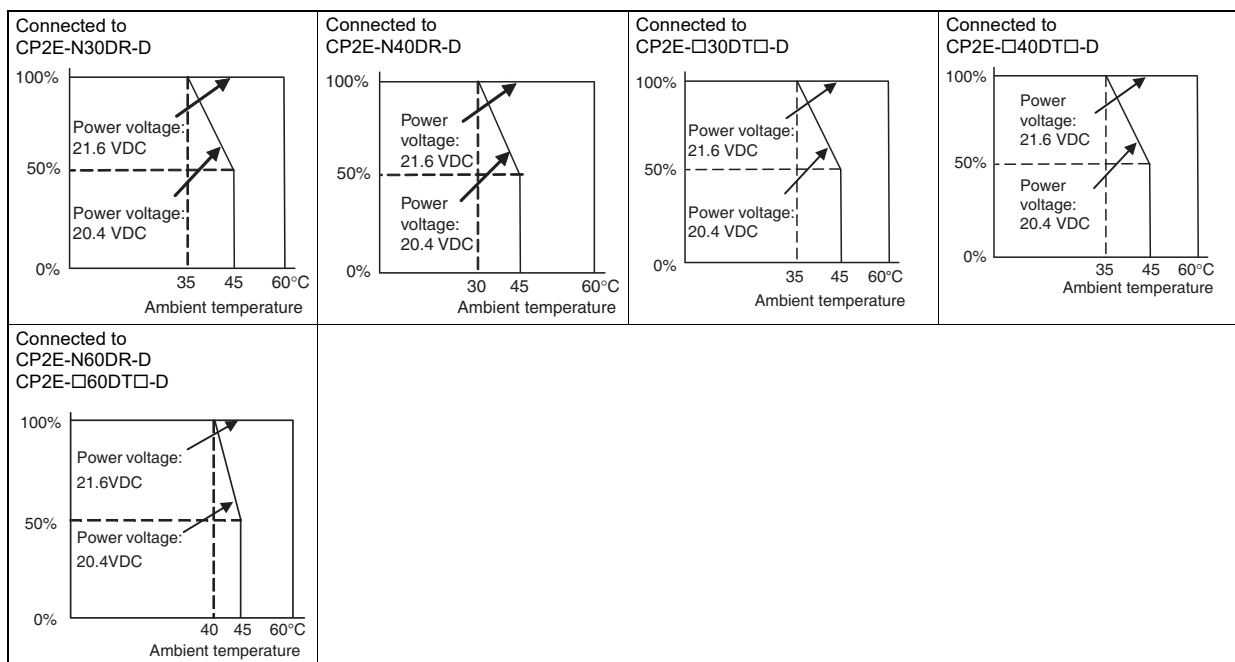 Connected to
CP2E-N30DR-D
100%
Power voltage:
21.6 VDC
50%
Power voltage:
20.4 VDC
0%
35 45 60°C
Ambient temperature
Connected to
CP2E-N40DR-D
100%
Power
voltage:
21.6 VDC
50%
Power
voltage:
20.4 VDC
0%
30 45 60°C
Ambient temperature
Connected to
CP2E-□30DT□-D
100%
Power voltage:
21.6 VDC
50%
Power voltage:
20.4 VDC
0%
35 45 60°C
Ambient temperature
Connected to
CP2E-□40DT□-D
100%
Power
voltage:
21.6 VDC
50%
Power
voltage:
20.4 VDC
0%
35 45 60°C
Ambient temperature
Connected to
CP2E-N60DR-D
CP2E-□60DT□-D
100%
Power voltage:
21.6VDC
50%
Power voltage:
20.4VDC
0%
40 45 60°C
Ambient temperature